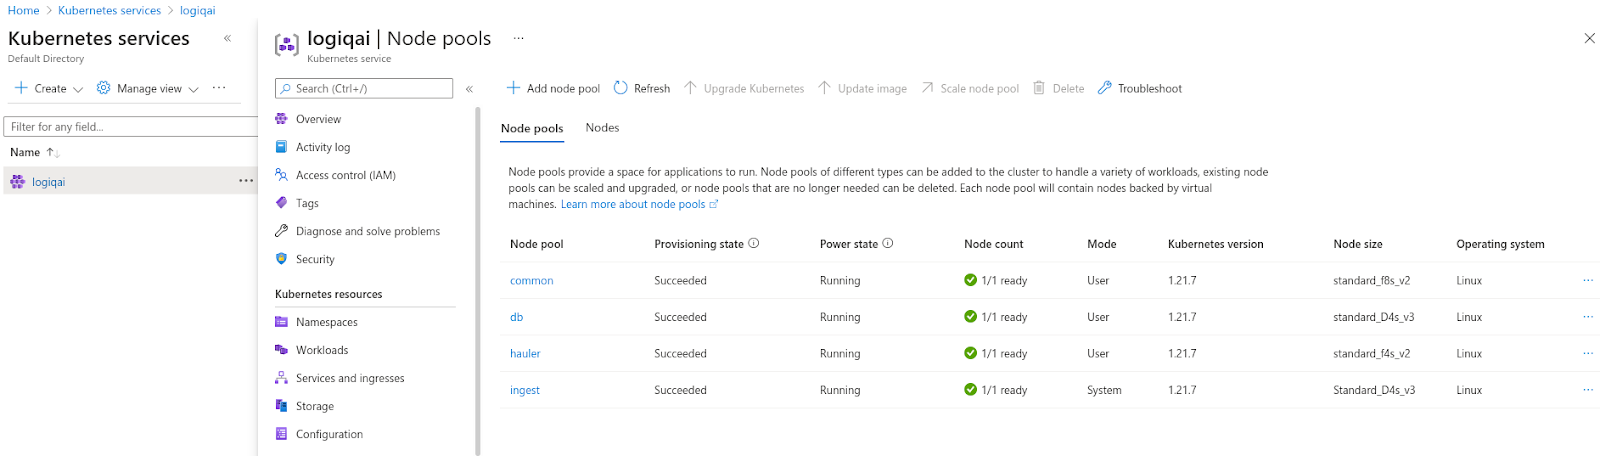 Home > Kubernetes services > logiqai
Kubernetes services «
Default Directory
+ Create Manage view ···
Filter for any field...
Name ↑↓
logiqai ···
logiqai | Node pools ···
Kubernetes service
Search (Ctrl+/) «
Overview
Activity log
Access control (IAM)
Tags
Diagnose and solve problems
Security
Kubernetes resources
Namespaces
Workloads
Services and ingresses
Storage
Configuration
+ Add node pool Refresh Upgrade Kubernetes Update image Scale node pool Delete Troubleshoot
Node pools Nodes
Node pools provide a space for applications to run. Node pools of different types can be added to the cluster to handle a variety of workloads, existing node
pools can be scaled and upgraded, or node pools that are no longer needed can be deleted. Each node pool will contain nodes backed by virtual
machines. Learn more about node pools
Node pool Provisioning state Power state Node count Mode Kubernetes version Node size Operating system
common Succeeded Running 1/1 ready User 1.21.7 standard_f8s_v2 Linux ···
db Succeeded Running 1/1 ready User 1.21.7 standard_D4s_v3 Linux ···
hauler Succeeded Running 1/1 ready User 1.21.7 standard_f4s_v2 Linux ···
ingest Succeeded Running 1/1 ready System 1.21.7 Standard_D4s_v3 Linux ···